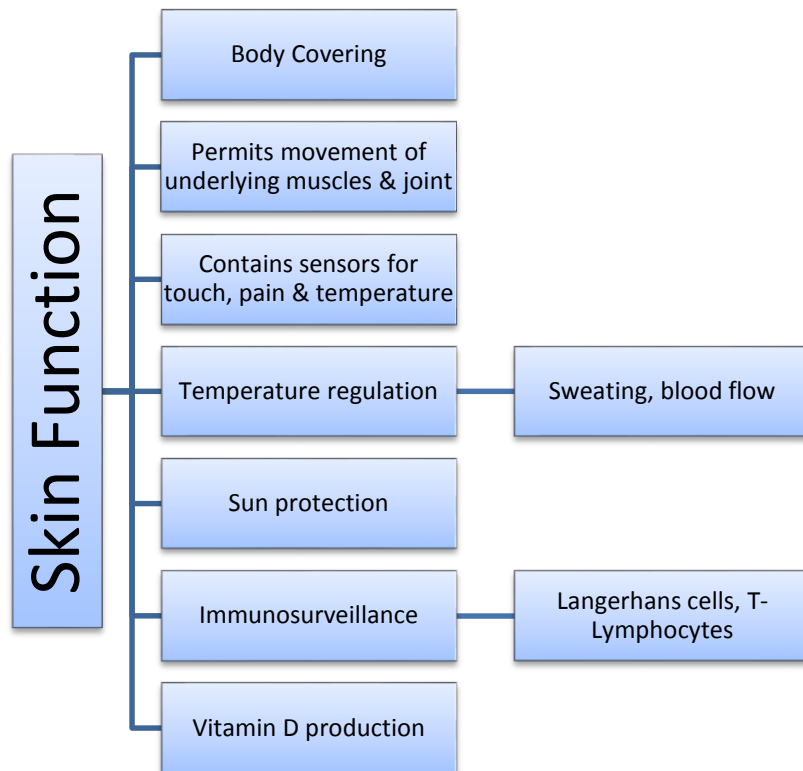 Skin Function
Body Covering
Permits movement of
underlying muscles & joint
Contains sensors for
touch, pain & temperature
Temperature regulation
Sweating, blood flow
Sun protection
Immunosurveillance
Langerhans cells, T-
Lymphocytes
Vitamin D production